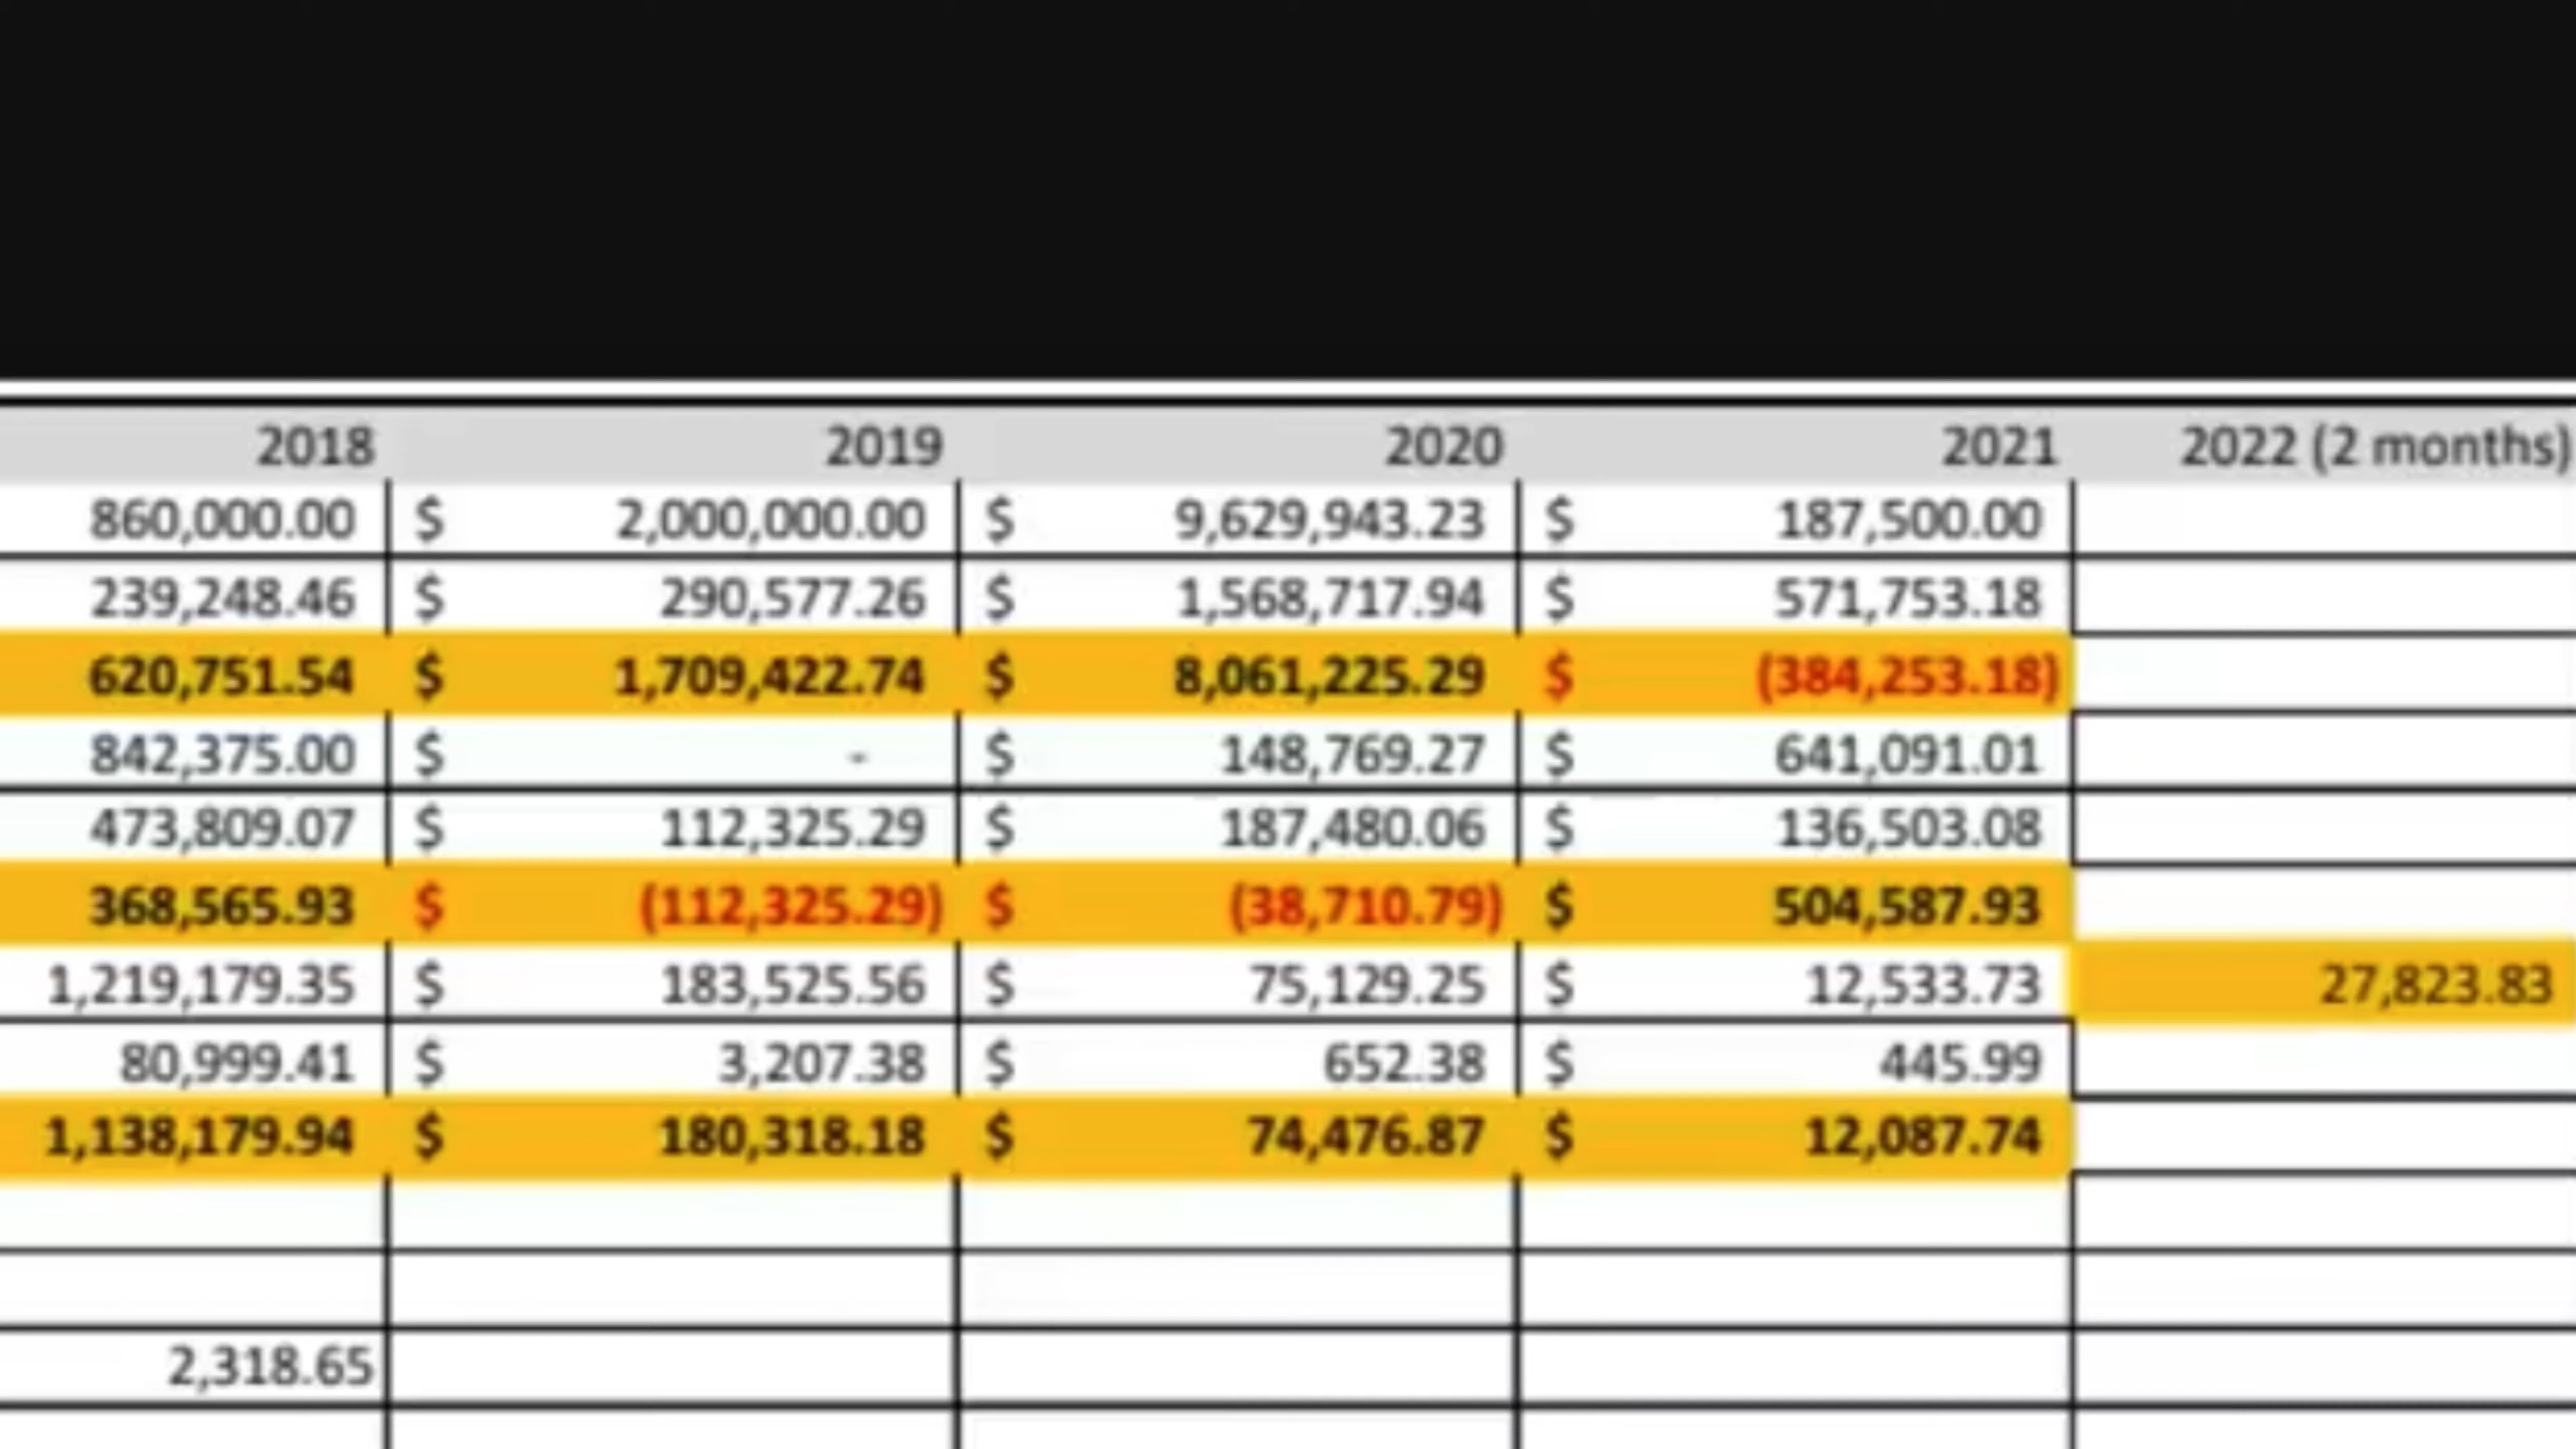 2018 2019 2020 2021 2022 (2 months)
860,000.00 $ 2,000,000.00 $ 9,629,943.23 $ 187,500.00
239,248.46 $ 290,577.26 $ 1,568,717.94 $ 571,753.18
620,751.54 $ 1,709,422.74 $ 8,061,225.29 $ (384,253.18)
842,375.00 $ - $ 148,769.27 $ 641,091.01
473,809.07 $ 112,325.29 $ 187,480.06 $ 136,503.08
368,565.93 $ (112,325.29) $ (38,710.79) $ 504,587.93
1,219,179.35 $ 183,525.56 $ 75,129.25 $ 12,533.73 27,823.83
80,999.41 $ 3,207.38 $ 652.38 $ 445.99
1,138,179.94 $ 180,318.18 $ 74,476.87 $ 12,087.74
2,318.65